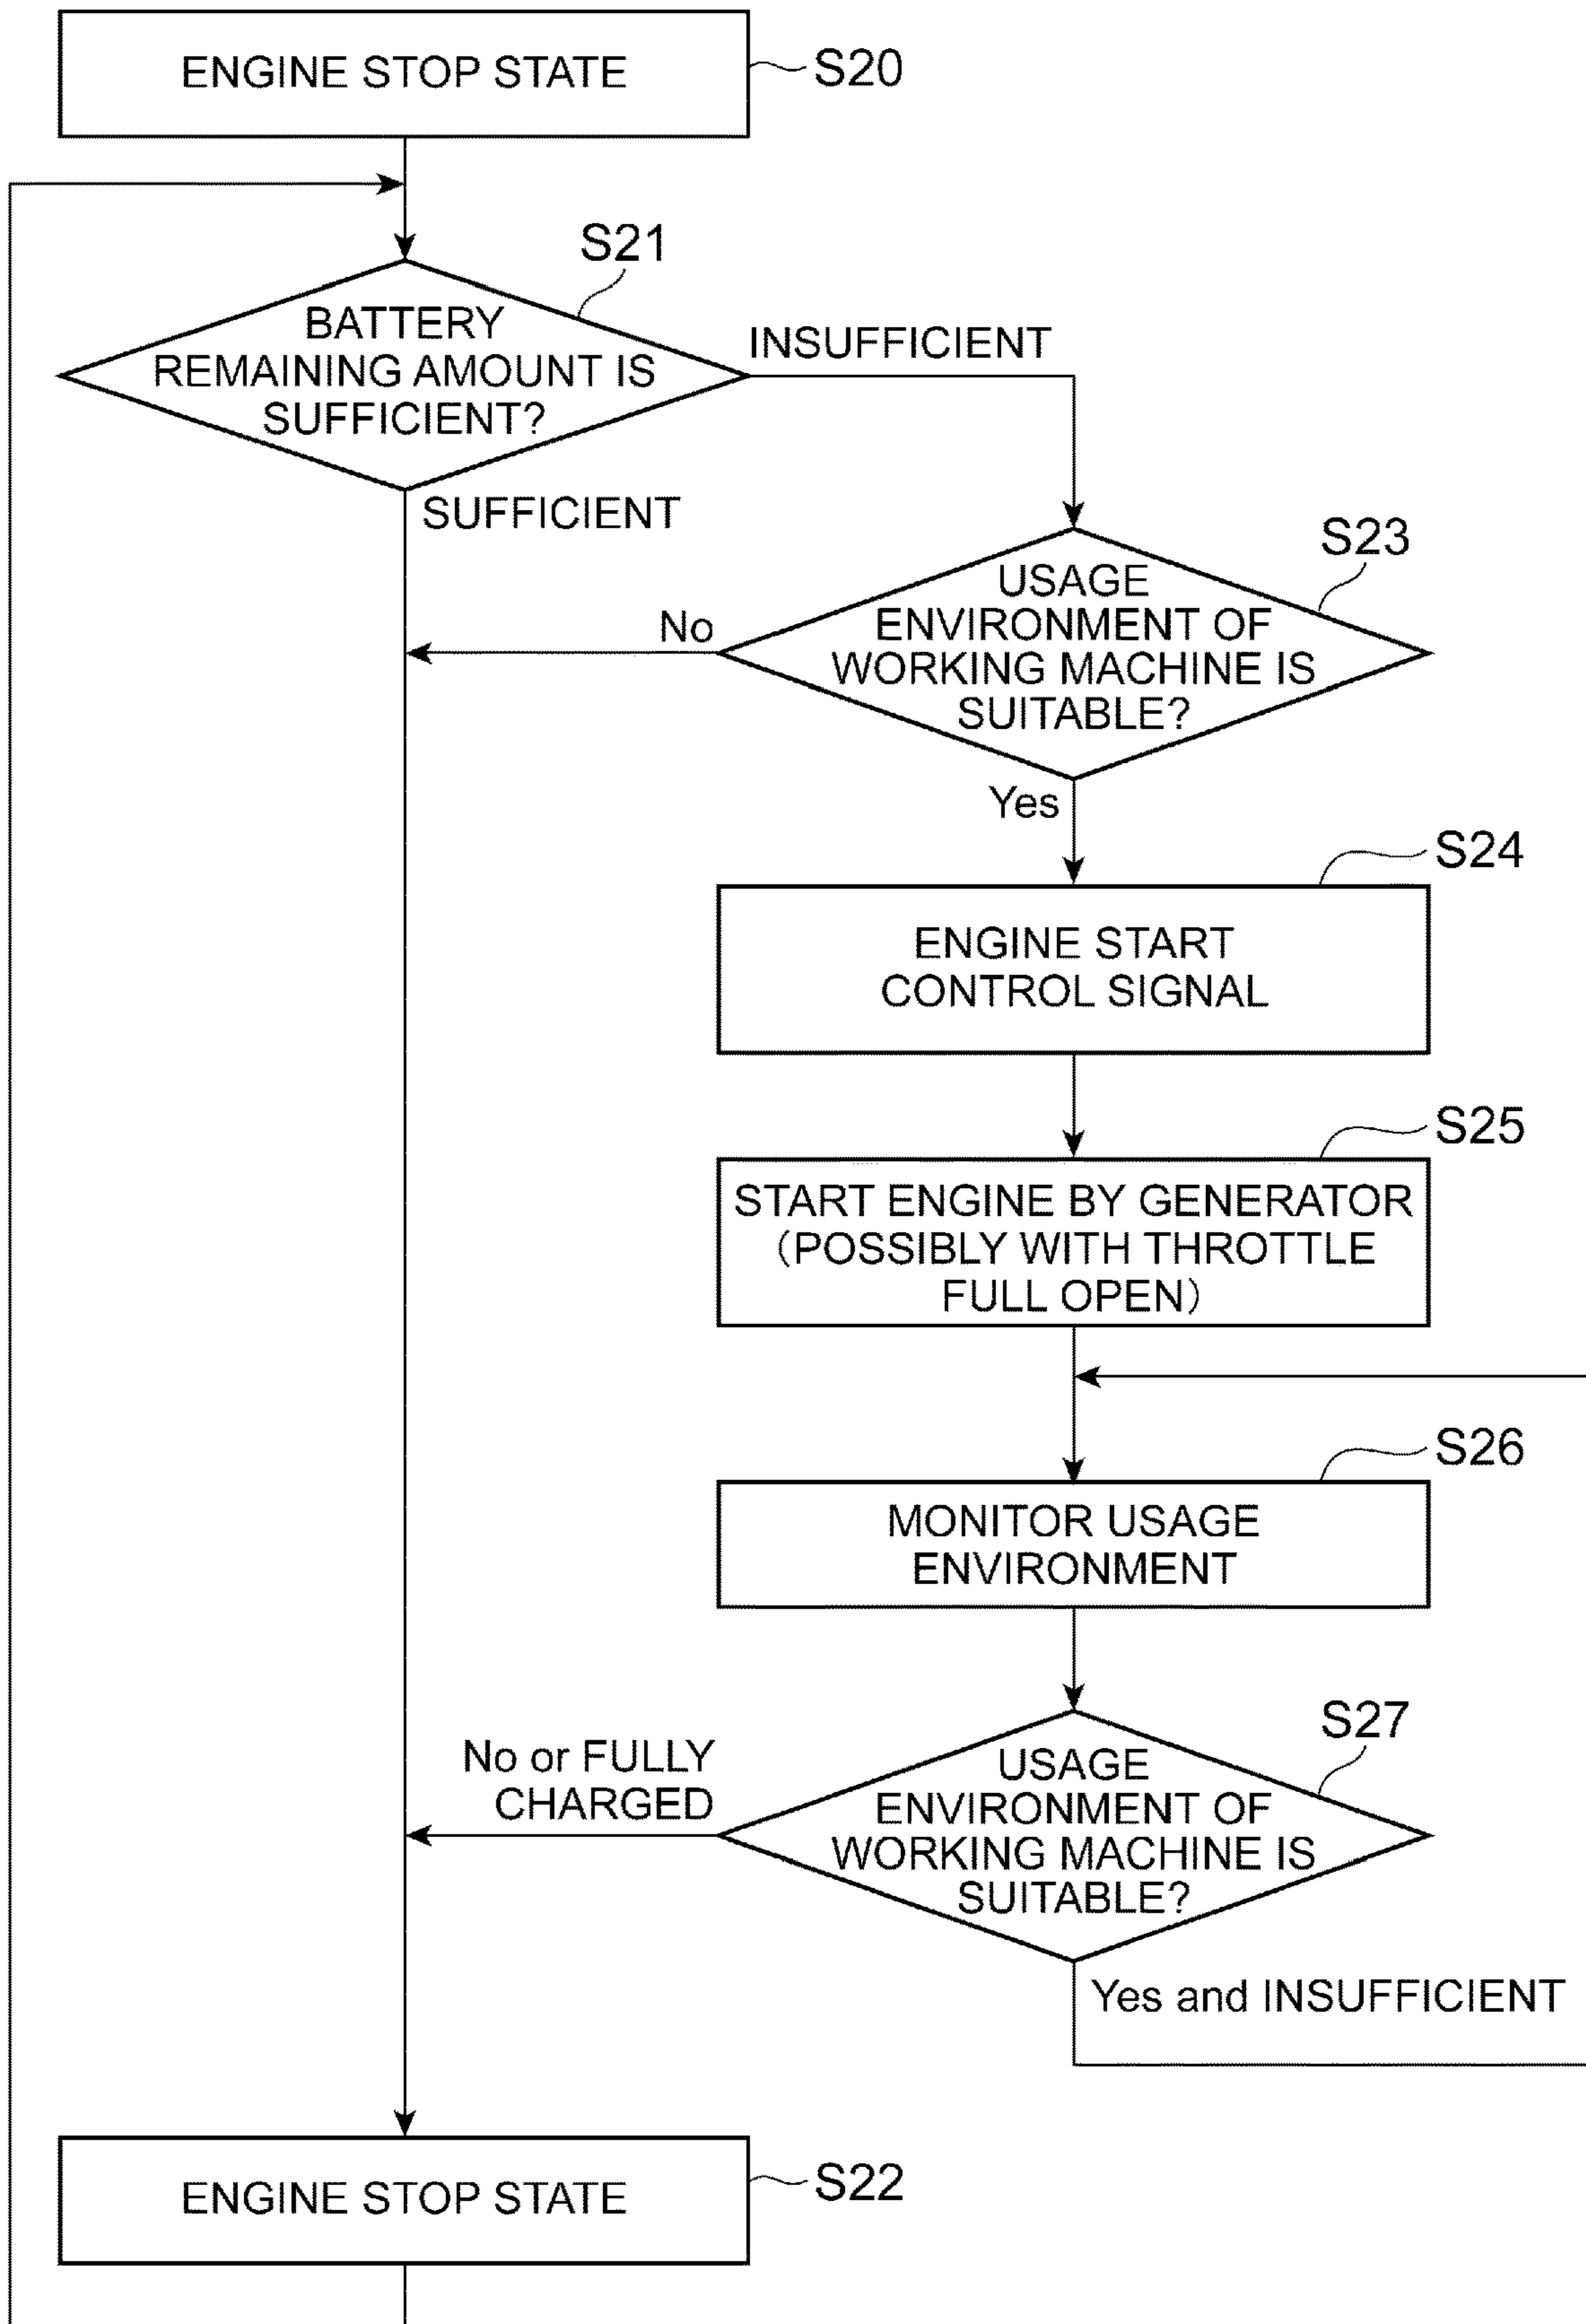 ENGINE STOP STATE
S20
S21
BATTERY
REMAINING AMOUNT IS
SUFFICIENT?
INSUFFICIENT
SUFFICIENT
S23
USAGE
ENVIRONMENT OF
WORKING MACHINE IS
SUITABLE?
No
Yes
S24
ENGINE START
CONTROL SIGNAL
S25
START ENGINE BY GENERATOR
(POSSIBLY WITH THROTTLE
FULL OPEN)
S26
MONITOR USAGE
ENVIRONMENT
S27
USAGE
ENVIRONMENT OF
WORKING MACHINE IS
SUITABLE?
No or FULLY
CHARGED
Yes and INSUFFICIENT
ENGINE STOP STATE
S22